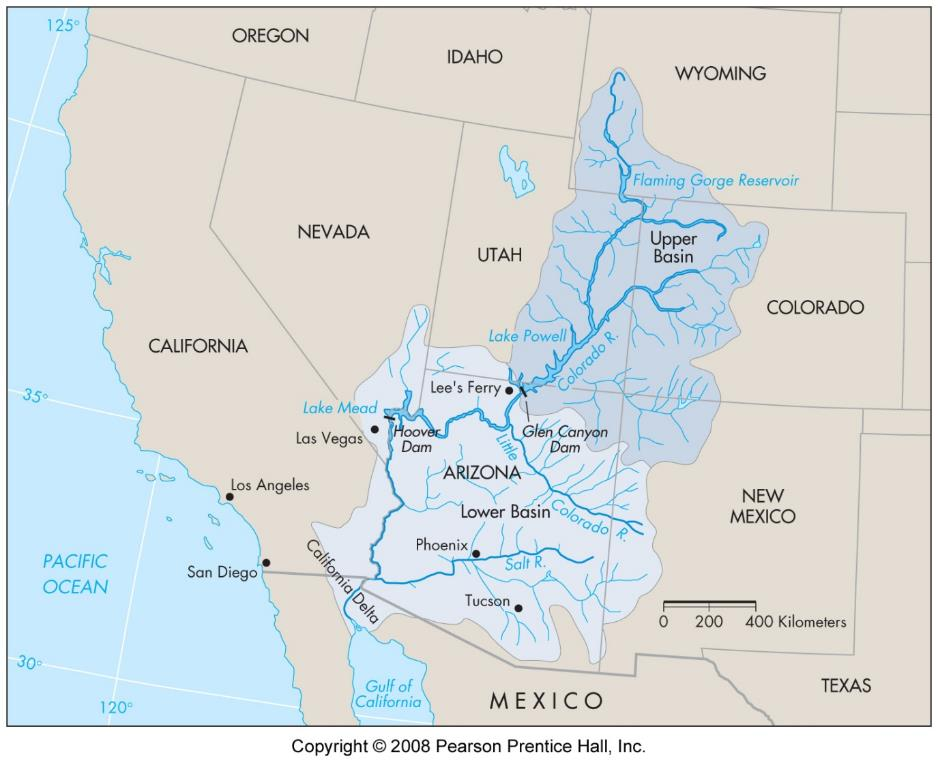 125°
OREGON
IDAHO
WYOMING
Flaming Gorge Reservoir
NEVADA
UTAH
Upper
Basin
COLORADO
CALIFORNIA
Lake Powell
Colorado R.
35°
Lee's Ferry
Lake Mead
Las Vegas
Hoover
Dam
Glen Canyon
Dam
Little
Colorado R.
ARIZONA
Los Angeles
Lower Basin
NEW
MEXICO
Phoenix
Salt R.
PACIFIC
OCEAN
San Diego
California Delta
Tucson
0 200 400 Kilometers
30°
120°
Gulf of
California
MEXICO
TEXAS
Copyright © 2008 Pearson Prentice Hall, Inc.